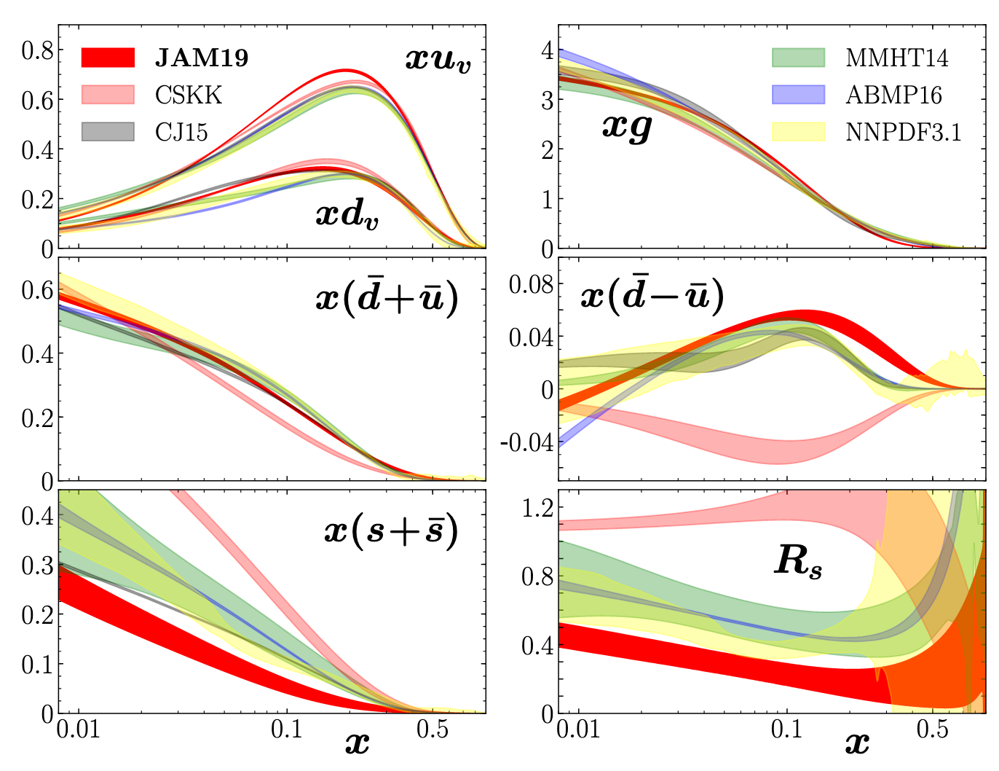 0.8
0.6
0.4
0.2
0
JAM19
CSKK
CJ15
xu_v
xd_v
4
3
2
1
0
xg
MMHT14
ABMP16
NNPDF3.1
0.6
0.4
0.2
0
x(d̄+ū)
0.08
0.04
0
-0.04
x(d̄−ū)
0.4
0.3
0.2
0.1
0
x(s+s̄)
0.01
0.1
0.5
x
1.2
0.8
0.4
0
R_s
0.01
0.1
0.5
x